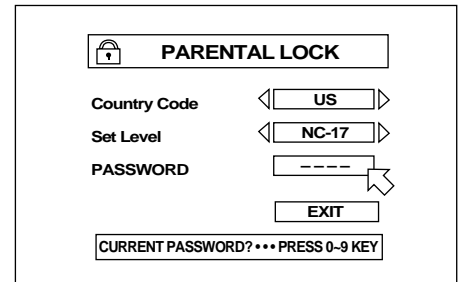 PARENTAL LOCK
Country Code US
Set Level NC-17
PASSWORD – – – –
EXIT
CURRENT PASSWORD? ••• PRESS 0~9 KEY